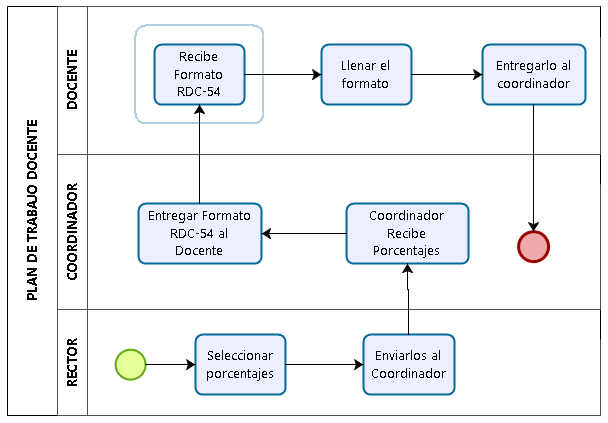 PLAN DE TRABAJO DOCENTE
DOCENTE
Recibe
Formato
RDC-54
Llenar el
formato
Entregarlo al
coordinador
COORDINADOR
Entregar Formato
RDC-54 al
Docente
Coordinador
Recibe
Porcentajes
RECTOR
Seleccionar
porcentajes
Enviarlos al
Coordinador